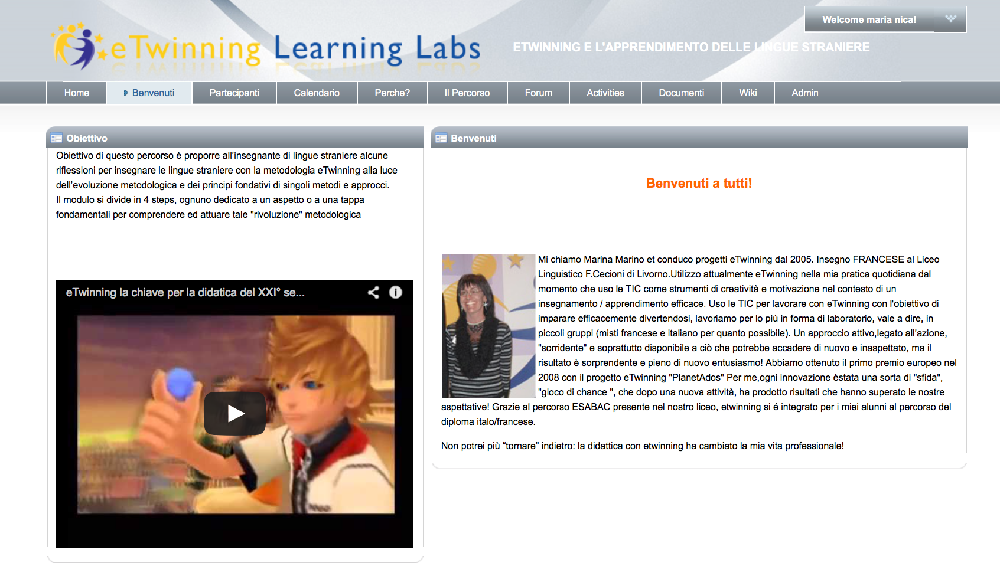 Welcome maria nica!
eTwinning Learning Labs
ETWINNING E L'APPRENDIMENTO DELLE LINGUE STRANIERE
Home
Benvenuti
Partecipanti
Calendario
Perche?
Il Percorso
Forum
Activities
Documenti
Wiki
Admin
Obiettivo
Obiettivo di questo percorso è proporre all'insegnante di lingue straniere alcune
riflessioni per insegnare le lingue straniere con la metodologia eTwinning alla luce
dell'evoluzione metodologica e dei principi fondativi di singoli metodi e approcci.
Il modulo si divide in 4 steps, ognuno dedicato a un aspetto o a una tappa
fondamentali per comprendere ed attuare tale "rivoluzione" metodologica
eTwinning la chiave per la didatica del XXI° se...
Benvenuti
Benvenuti a tutti!
Mi chiamo Marina Marino et conduco progetti eTwinning dal 2005. Insegno FRANCESE al Liceo
Linguistico F.Cecioni di Livorno.Utilizzo attualmente eTwinning nella mia pratica quotidiana dal
momento che uso le TIC come strumenti di creatività e motivazione nel contesto di un
insegnamento / apprendimento efficace. Uso le TIC per lavorare con eTwinning con l'obiettivo di
imparare efficacemente divertendosi, lavoriamo per lo più in forma di laboratorio, vale a dire, in
piccoli gruppi (misti francese e italiano per quanto possibile). Un approccio attivo,legato all'azione,
"sorridente" e soprattutto disponibile a ciò che potrebbe accadere di nuovo e inaspettato, ma il
risultato è sorprendente e pieno di nuovo entusiasmo! Abbiamo ottenuto il primo premio europeo nel
2008 con il progetto eTwinning "PlanetAdos" Per me,ogni innovazione èstata una sorta di "sfida",
"gioco di chance ", che dopo una nuova attività, ha prodotto risultati che hanno superato le nostre
aspettative! Grazie al percorso ESABAC presente nel nostro liceo, etwinning si é integrato per i miei alunni al percorso del
diploma italo/francese.
Non potrei più “tornare” indietro: la didattica con etwinning ha cambiato la mia vita professionale!